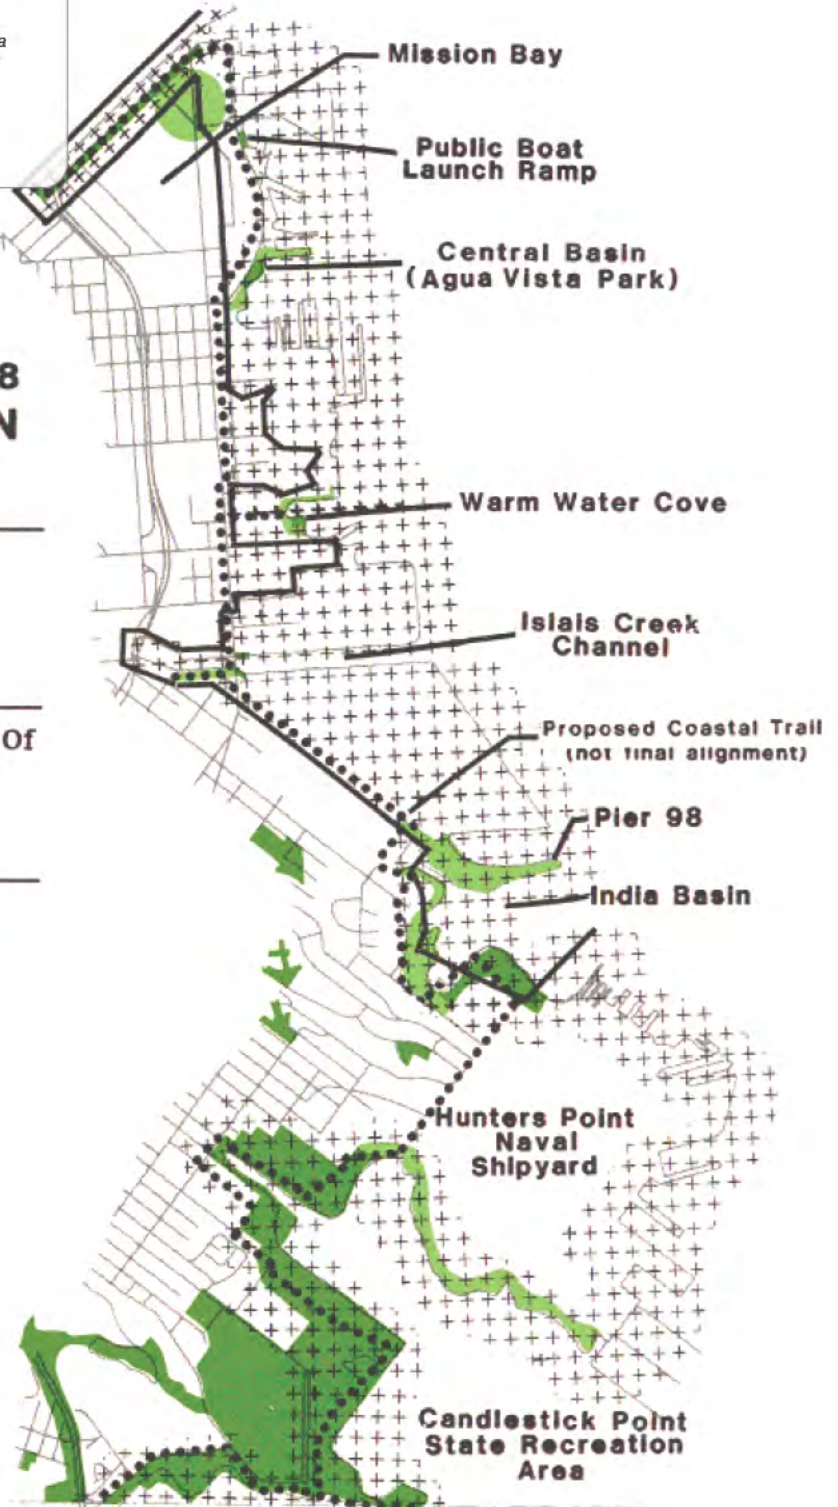 a
Mission Bay
Public Boat
Launch Ramp
Central Basin
(Agua Vista Park)
8
N
Warm Water Cove
Islais Creek
Channel
Of
Proposed Coastal Trail
(not final alignment)
Pier 98
India Basin
Hunters Point
Naval
Shipyard
Candlestick Point
State Recreation
Area